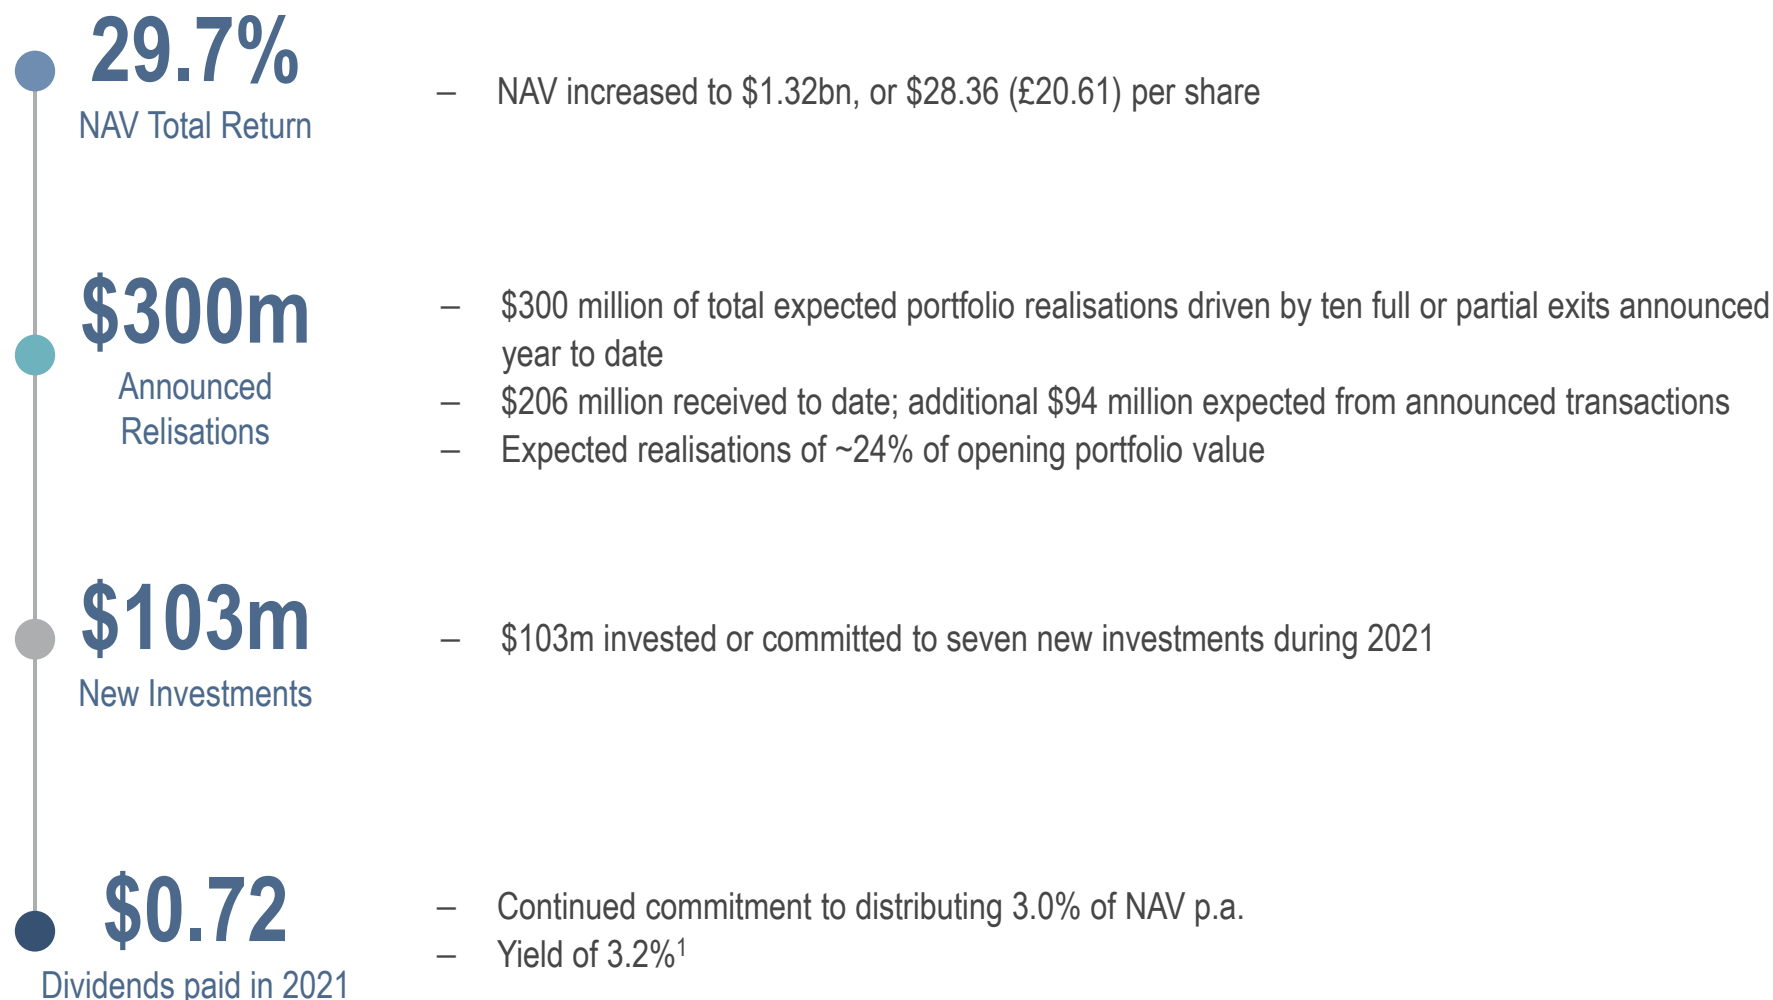 29.7%
NAV Total Return
– NAV increased to $1.32bn, or $28.36 (£20.61) per share
$300m
Announced
Relisations
– $300 million of total expected portfolio realisations driven by ten full or partial exits announced
year to date
– $206 million received to date; additional $94 million expected from announced transactions
– Expected realisations of ~24% of opening portfolio value
$103m
New Investments
– $103m invested or committed to seven new investments during 2021
$0.72
Dividends paid in 2021
– Continued commitment to distributing 3.0% of NAV p.a.
– Yield of 3.2%¹